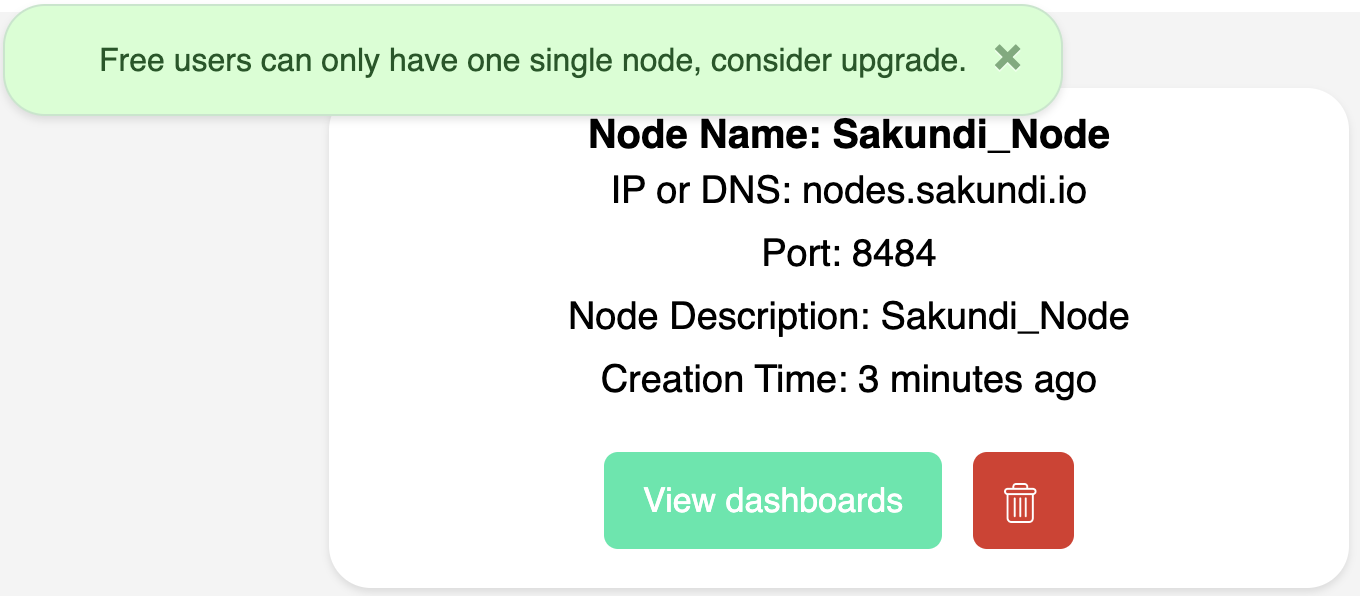 Free users can only have one single node, consider upgrade. ×
Node Name: Sakundi_Node
IP or DNS: nodes.sakundi.io
Port: 8484
Node Description: Sakundi_Node
Creation Time: 3 minutes ago
View dashboards